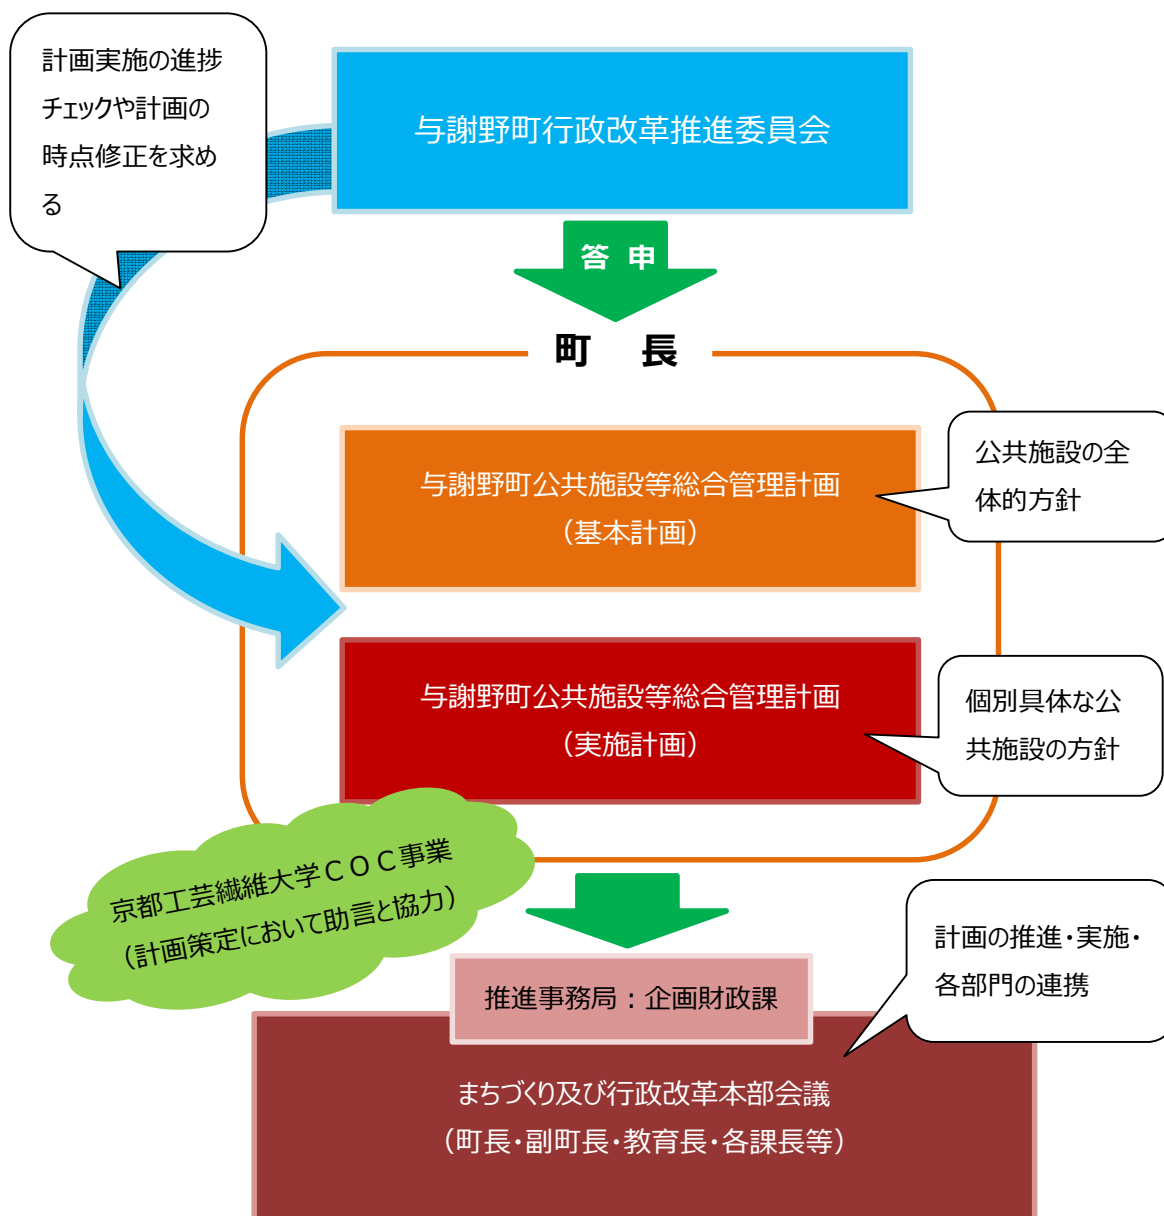 計画実施の進捗
チェックや計画の
時点修正を求め
る
与謝野町行政改革推進委員会
答 申
町 長
与謝野町公共施設等総合管理計画
（基本計画）
公共施設の全
体的方針
与謝野町公共施設等総合管理計画
（実施計画）
個別具体な公
共施設の方針
京都工芸繊維大学ＣＯＣ事業
（計画策定において助言と協力）
計画の推進・実施・
各部門の連携
推進事務局：企画財政課
まちづくり及び行政改革本部会議
（町長・副町長・教育長・各課長等）